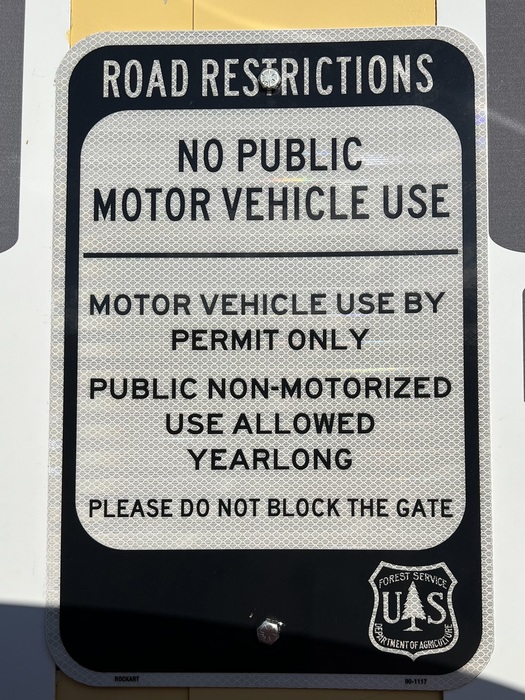 ROAD RESTRICTIONS
NO PUBLIC
MOTOR VEHICLE USE
MOTOR VEHICLE USE BY
PERMIT ONLY
PUBLIC NON-MOTORIZED
USE ALLOWED
YEARLONG
PLEASE DO NOT BLOCK THE GATE
FOREST SERVICE
U S
DEPARTMENT OF AGRICULTURE
ROCKART